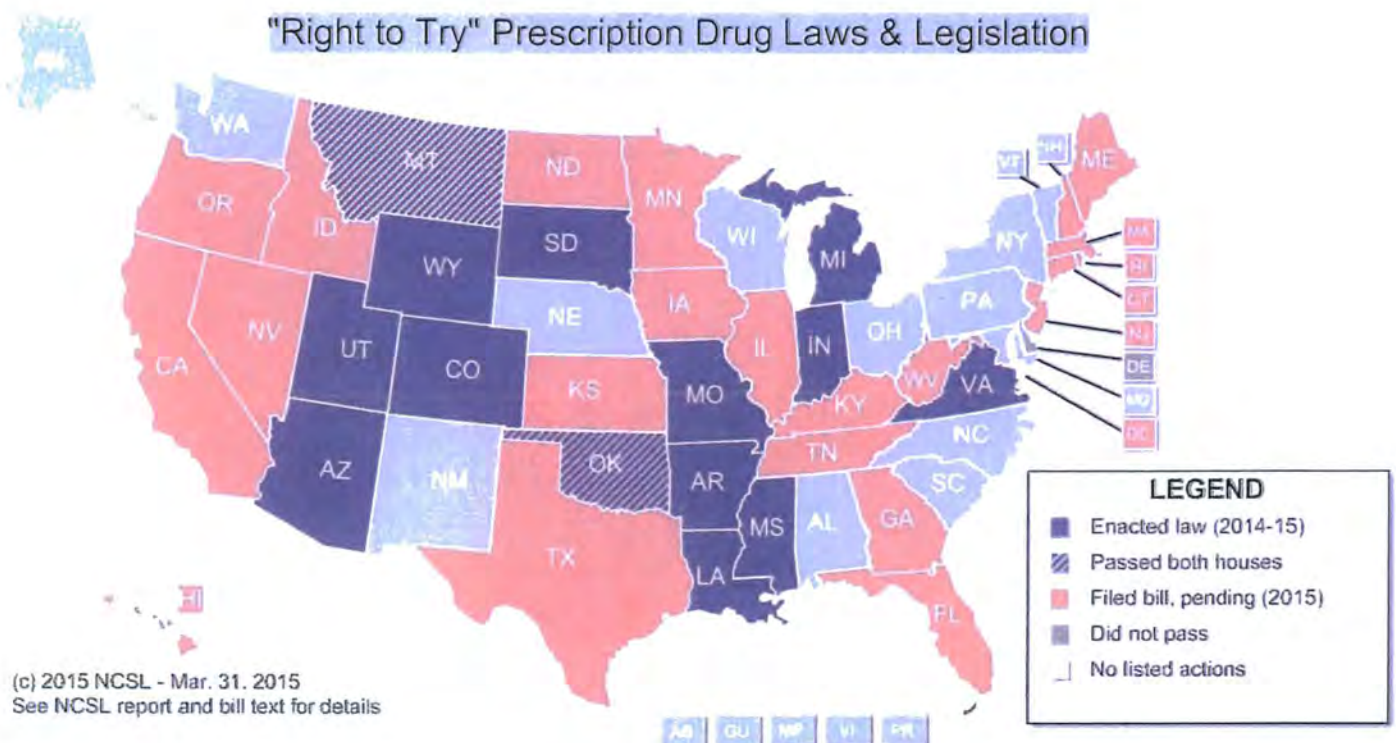 "Right to Try" Prescription Drug Laws & Legislation
WA
MT
ND
MN
VT
NH
ME
OR
ID
SD
WI
MI
NY
MA
WY
RI
CT
NV
NE
IA
PA
NJ
CA
UT
CO
IL
IN
OH
DE
KS
MO
WV
VA
MD
KY
DC
AZ
NM
OK
AR
TN
NC
SC
TX
LA
MS
AL
GA
FL
HI
LEGEND
Enacted law (2014-15)
Passed both houses
Filed bill, pending (2015)
Did not pass
No listed actions
(c) 2015 NCSL - Mar. 31. 2015
See NCSL report and bill text for details
GU
MP
VI
PR